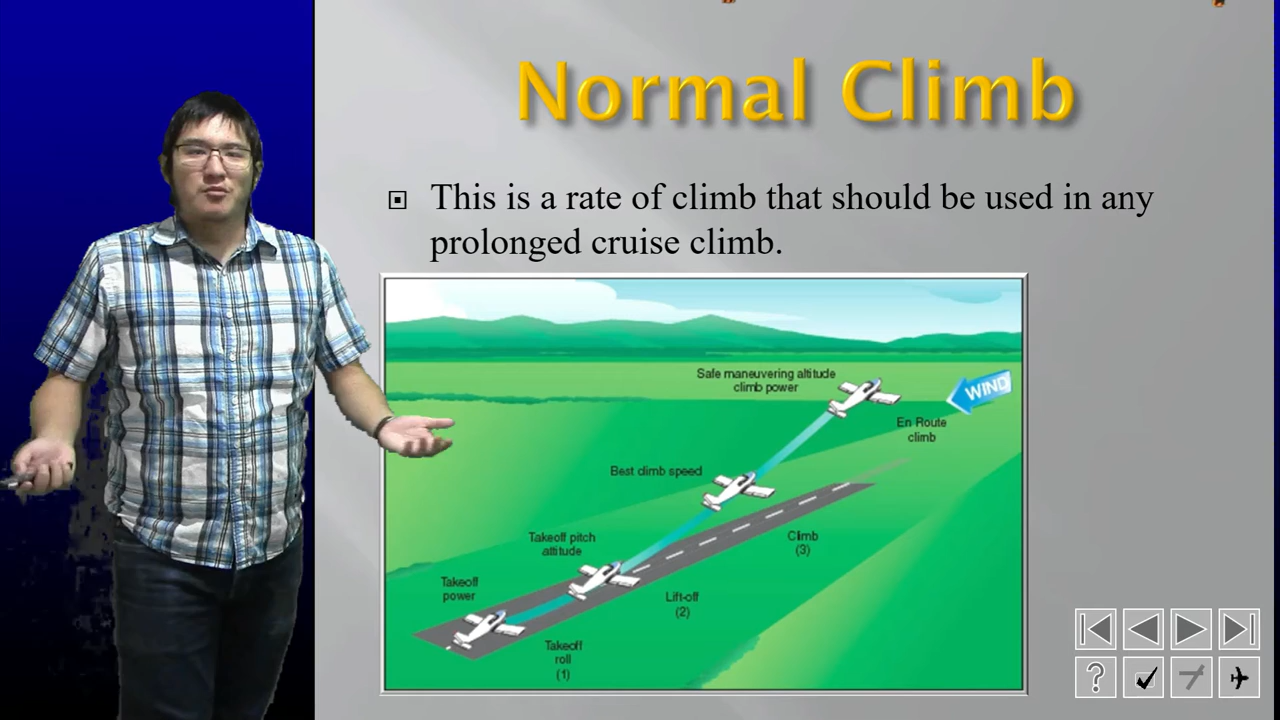 Normal Climb
This is a rate of climb that should be used in any
prolonged cruise climb.
Safe maneuvering altitude
climb power
WIND
En Route
climb
Best climb speed
Takeoff pitch
attitude
Climb
(3)
Takeoff
power
Lift-off
(2)
Takeoff
roll
(1)
?